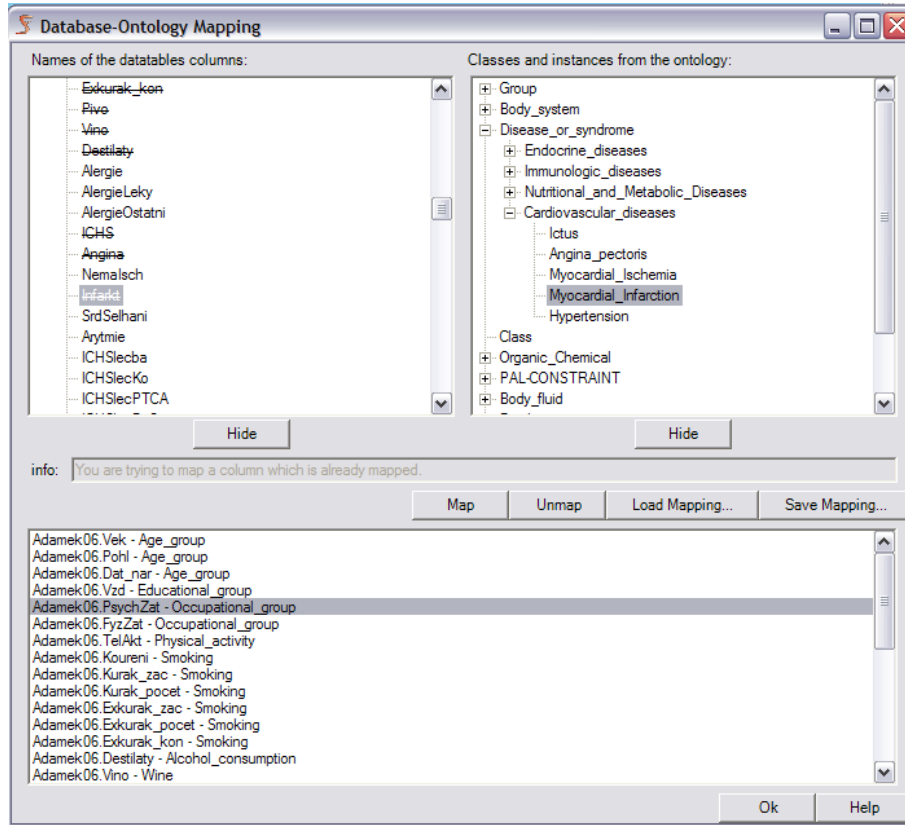 Database-Ontology Mapping
Names of the datatables columns:
Exkurak_kon
Pivo
Vino
Destilaty
Alergie
AlergieLeky
AlergieOstatni
ICHS
Angina
NemaIsch
Infarkt
SrdSelhani
Arytmie
ICHSlecba
ICHSlecKo
ICHSlecPTCA
Hide
Classes and instances from the ontology:
Group
Body_system
Disease_or_syndrome
Endocrine_diseases
Immunologic_diseases
Nutritional_and_Metabolic_Diseases
Cardiovascular_diseases
Ictus
Angina_pectoris
Myocardial_Ischemia
Myocardial_Infarction
Hypertension
Class
Organic_Chemical
PAL-CONSTRAINT
Body_fluid
Hide
info: You are trying to map a column which is already mapped.
Map Unmap Load Mapping... Save Mapping...
Adamek06.Vek - Age_group
Adamek06.Pohl - Age_group
Adamek06.Dat_nar - Age_group
Adamek06.Vzd - Educational_group
Adamek06.PsychZat - Occupational_group
Adamek06.FyzZat - Occupational_group
Adamek06.TelAkt - Physical_activity
Adamek06.Koureni - Smoking
Adamek06.Kurak_zac - Smoking
Adamek06.Kurak_pocet - Smoking
Adamek06.Exkurak_zac - Smoking
Adamek06.Exkurak_pocet - Smoking
Adamek06.Exkurak_kon - Smoking
Adamek06.Destilaty - Alcohol_consumption
Adamek06.Vino - Wine
Ok Help